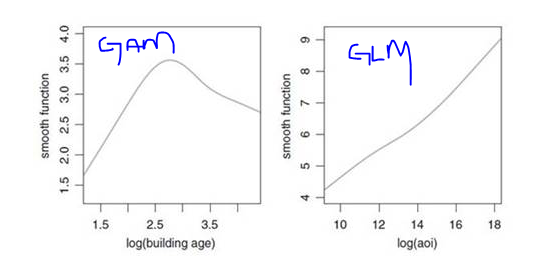 GAM
smooth function
1.5 2.0 2.5 3.0 3.5 4.0
1.5 2.5 3.5
log(building age)
GLM
smooth function
4 5 6 7 8 9
10 12 14 16 18
log(aoi)